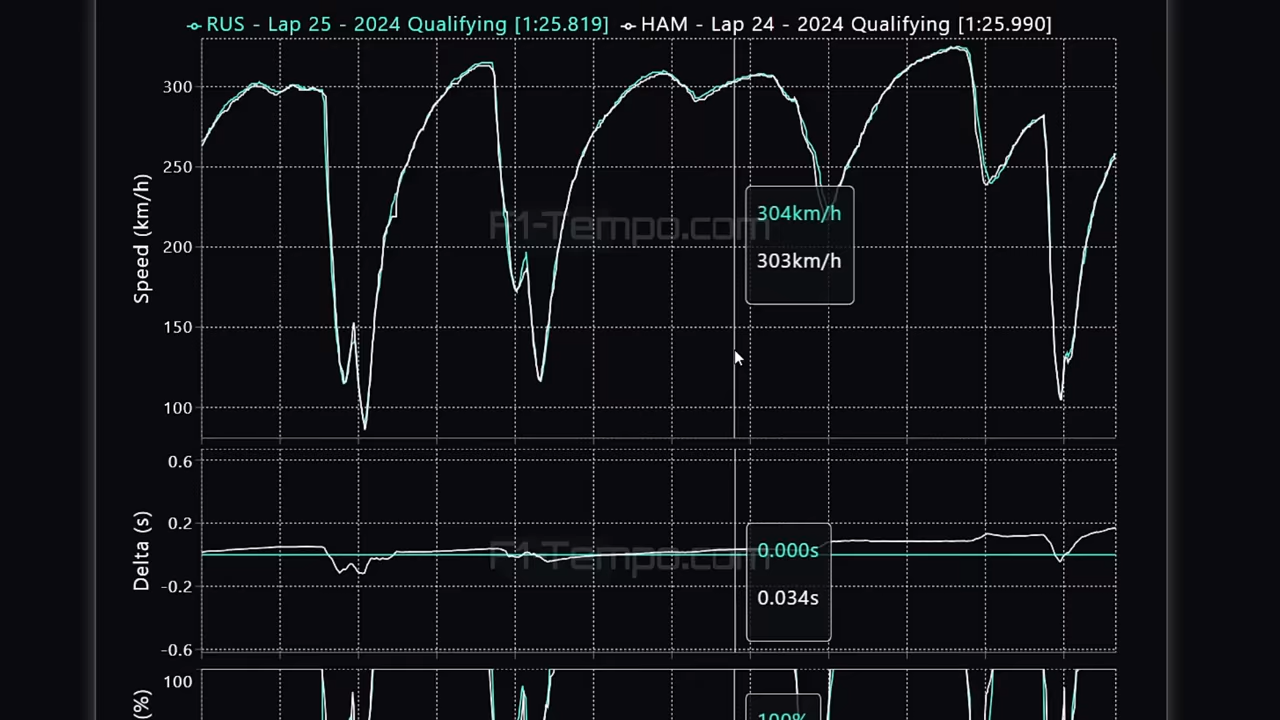 RUS - Lap 25 - 2024 Qualifying [1:25.819] HAM - Lap 24 - 2024 Qualifying [1:25.990]
300
250
200
150
100
Speed (km/h)
F1-Tempo.com
304km/h
303km/h
0.6
0.2
-0.2
-0.6
Delta (s)
F1-Tempo.com
0.000s
0.034s
100
(%)
100%